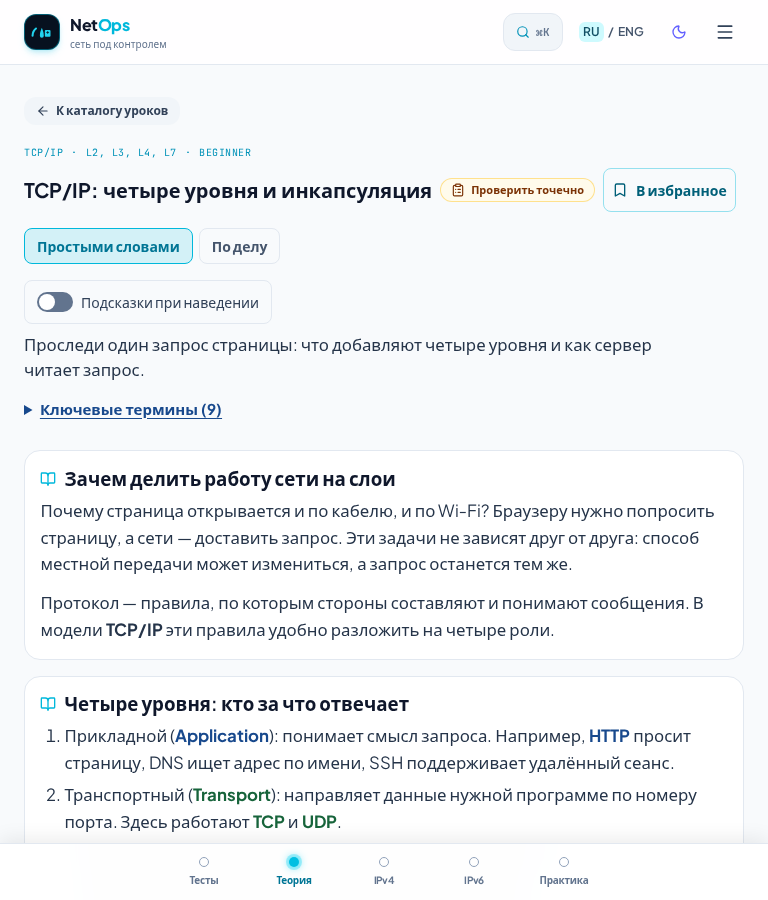 NetOps
сеть под контролем
⌘K
RU / ENG
К каталогу уроков
TCP/IP · L2, L3, L4, L7 · BEGINNER
TCP/IP: четыре уровня и инкапсуляция
Проверить точечно
В избранное
Простыми словами
По делу
Подсказки при наведении
Проследи один запрос страницы: что добавляют четыре уровня и как сервер
читает запрос.
Ключевые термины (9)
Зачем делить работу сети на слои
Почему страница открывается и по кабелю, и по Wi-Fi? Браузеру нужно попросить
страницу, а сети — доставить запрос. Эти задачи не зависят друг от друга: способ
местной передачи может измениться, а запрос останется тем же.
Протокол — правила, по которым стороны составляют и понимают сообщения. В
модели TCP/IP эти правила удобно разложить на четыре роли.
Четыре уровня: кто за что отвечает
1. Прикладной (Application): понимает смысл запроса. Например, HTTP просит
страницу, DNS ищет адрес по имени, SSH поддерживает удалённый сеанс.
2. Транспортный (Transport): направляет данные нужной программе по номеру
порта. Здесь работают TCP и UDP.
Тесты
Теория
IPv4
IPv6
Практика